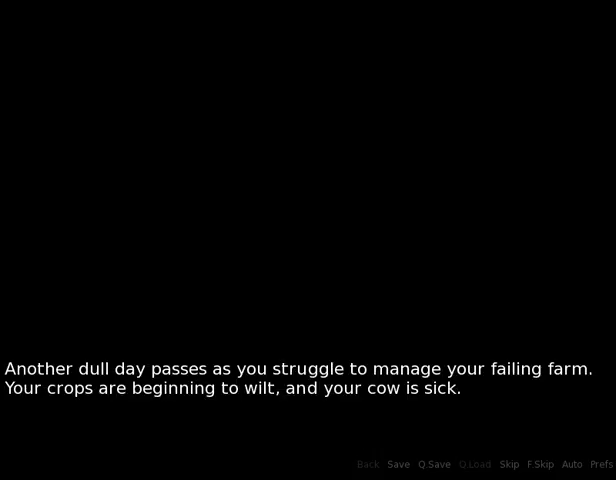 Another dull day passes as you struggle to manage your failing farm.
Your crops are beginning to wilt, and your cow is sick.
Back Save Q.Save Q.Load Skip F.Skip Auto Prefs